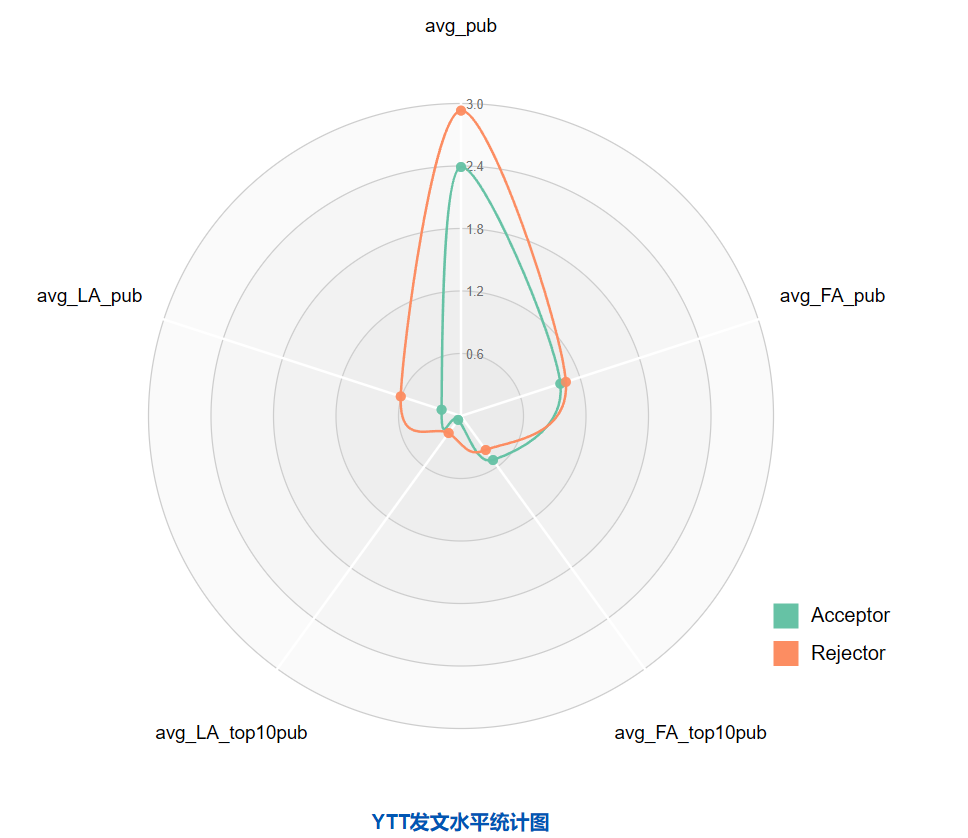 avg_pub
3.0
2.4
1.8
1.2
0.6
avg_LA_pub
avg_FA_pub
Acceptor
Rejector
avg_LA_top10pub
avg_FA_top10pub
YTT发文水平统计图